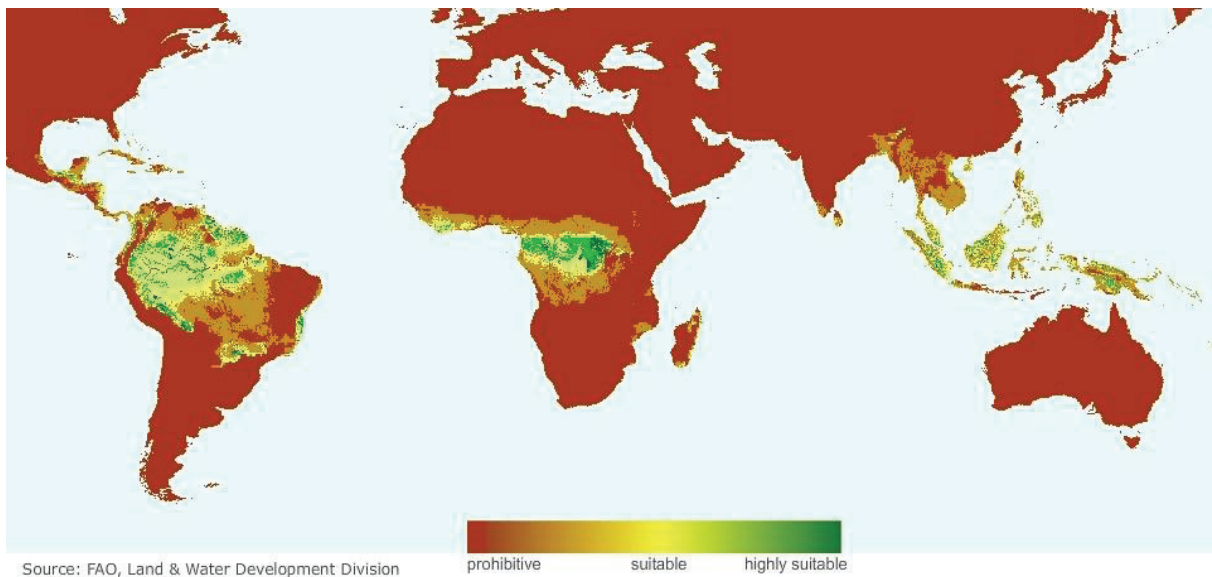 prohibitive suitable highly suitable
Source: FAO, Land & Water Development Division